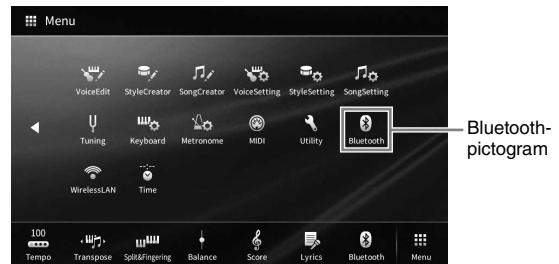 Menu
VoiceEdit StyleCreator SongCreator VoiceSetting StyleSetting SongSetting
Tuning Keyboard Metronome MIDI Utility Bluetooth
Bluetooth-
pictogram
--:--
WirelessLAN Time
100
Tempo Transpose Split&Fingering Balance Score Lyrics Bluetooth Menu